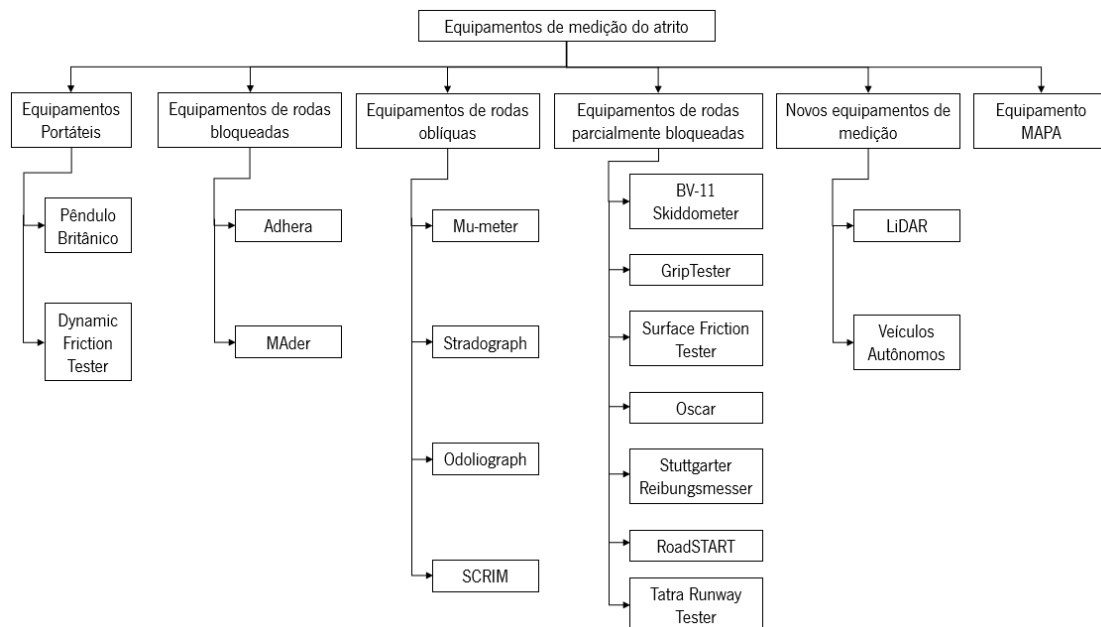 Equipamentos de medição do atrito
Equipamentos
Portáteis
Equipamentos de rodas
bloqueadas
Equipamentos de rodas
oblíquas
Equipamentos de rodas
parcialmente bloqueadas
Novos equipamentos de
medição
Equipamento
MAPA
Pêndulo
Britânico
Dynamic
Friction
Tester
Adhera
MAder
Mu-meter
Stradograph
Odoliograph
SCRIM
BV-11
Skiddometer
GripTester
Surface Friction
Tester
Oscar
Stuttgarter
Reibungsmesser
RoadSTART
Tatra Runway
Tester
LiDAR
Veículos
Autônomos